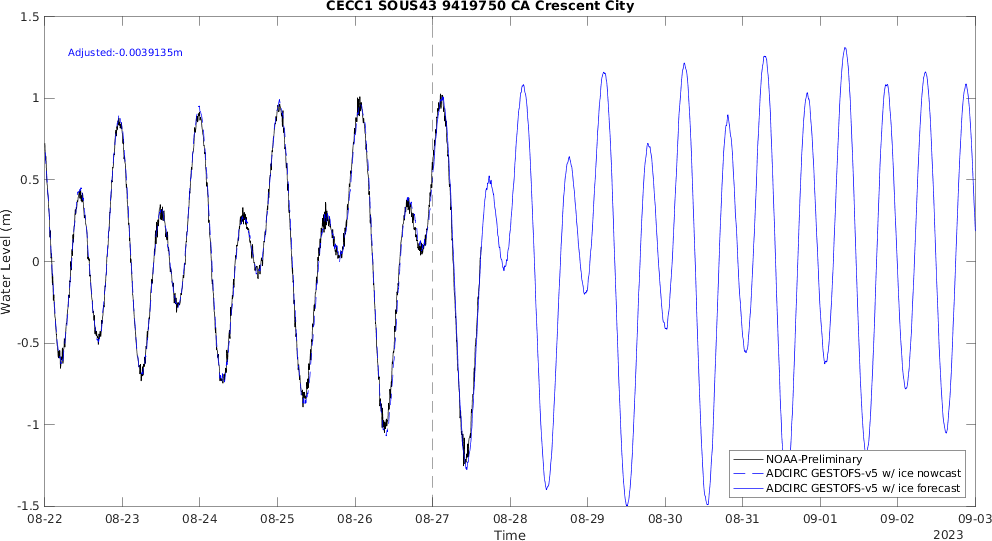 CECC1 SOUS43 9419750 CA Crescent City
Adjusted:-0.0039135m
1.5
1
0.5
0
-0.5
-1
-1.5
Water Level (m)
NOAA-Preliminary
ADCIRC GESTOFS-v5 w/ ice nowcast
ADCIRC GESTOFS-v5 w/ ice forecast
08-22 08-23 08-24 08-25 08-26 08-27 08-28 08-29 08-30 08-31 09-01 09-02 09-03
Time
2023